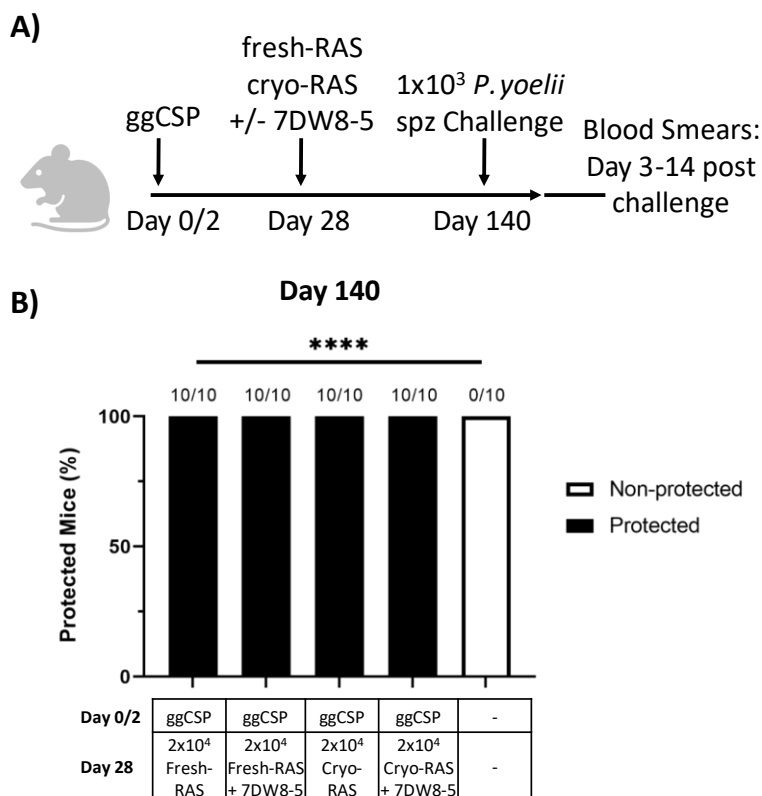 A)
ggCSP
fresh-RAS
cryo-RAS
+/- 7DW8-5
1x10³ P. yoelii
spz Challenge
Blood Smears:
Day 3-14 post
challenge
Day 0/2
Day 28
Day 140
B)
Day 140
****
10/10 10/10 10/10 10/10 0/10
Protected Mice (%)
100
50
0
Non-protected
Protected
Day 0/2 ggCSP ggCSP ggCSP ggCSP -
Day 28
2x10⁴
Fresh-
RAS
2x10⁴
Fresh-RAS
+ 7DW8-5
2x10⁴
Cryo-
RAS
2x10⁴
Cryo-RAS
+ 7DW8-5
-